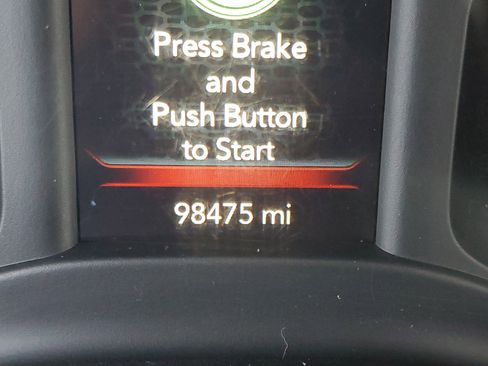 Press Brake
and
Push Button
to Start
98475 mi